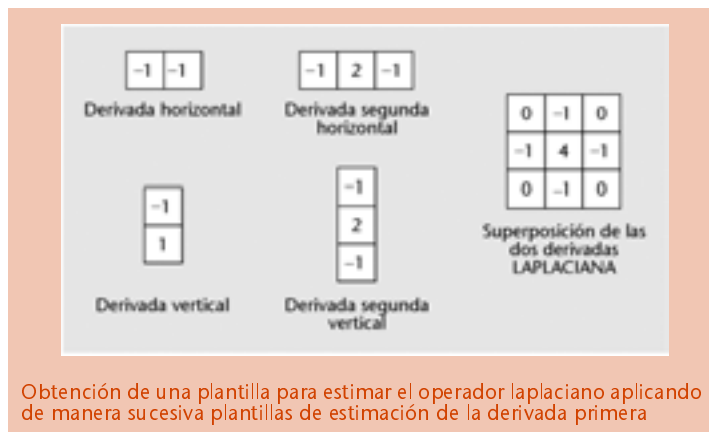 -1 -1
Derivada horizontal
-1 2 -1
Derivada segunda
horizontal
0 -1 0
-1 4 -1
0 -1 0
Superposición de las
dos derivadas
LAPLACIANA
-1
1
Derivada vertical
-1
2
-1
Derivada segunda
vertical
Obtención de una plantilla para estimar el operador laplaciano aplicando
de manera sucesiva plantillas de estimación de la derivada primera